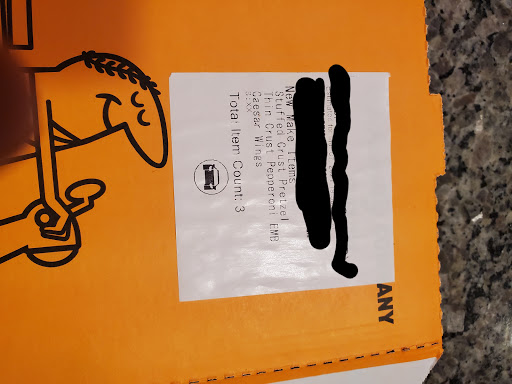 New Make Items
Stuffed Crust Pretzel
Thin Crust Pepperoni EMB
Caesar Wings
Total Item Count: 3
ANY